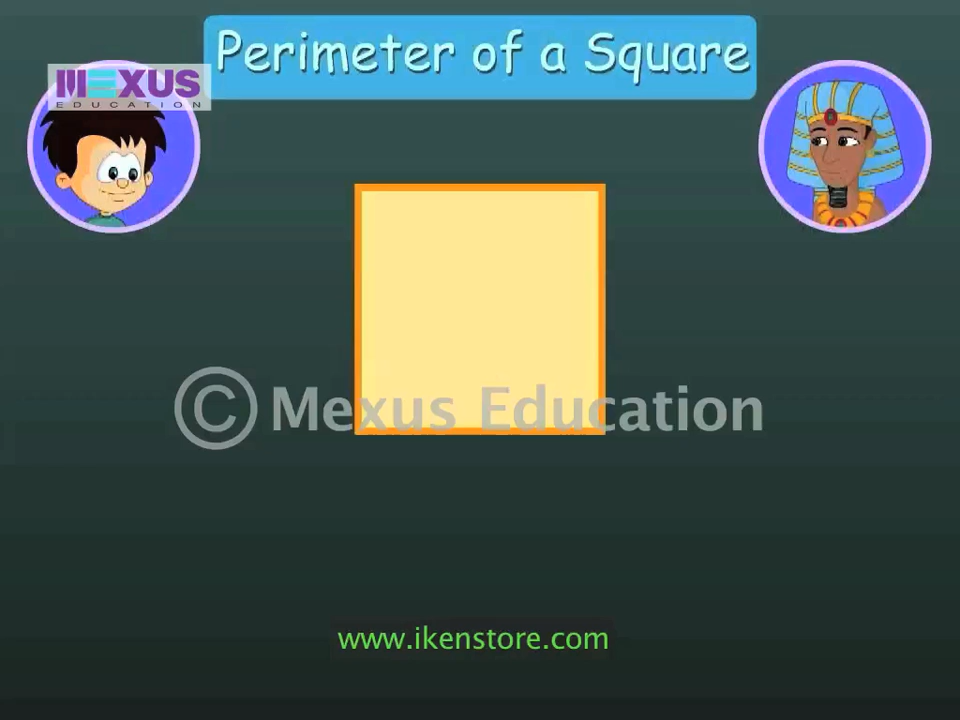 Perimeter of a Square
MEXUS
EDUCATION
© Mexus Education
www.ikenstore.com